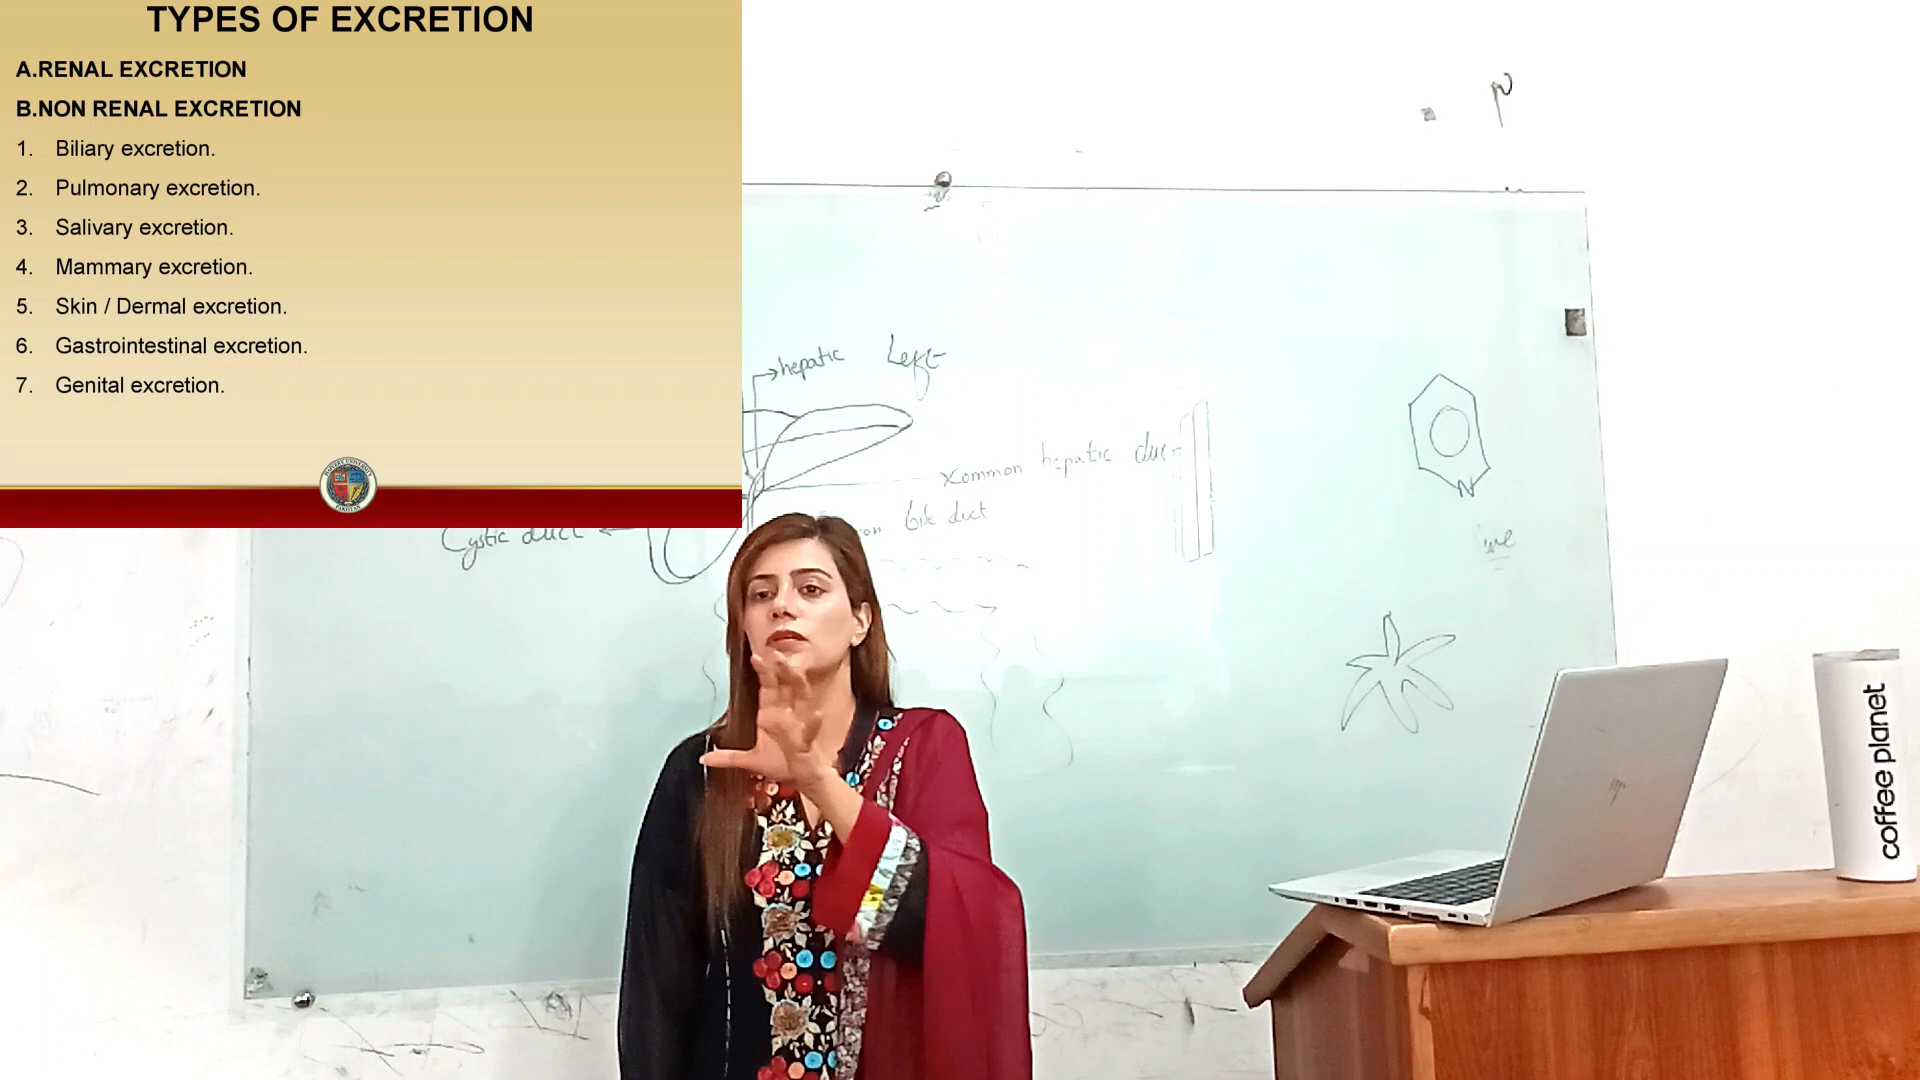 TYPES OF EXCRETION
A.RENAL EXCRETION
B.NON RENAL EXCRETION
1. Biliary excretion.
2. Pulmonary excretion.
3. Salivary excretion.
4. Mammary excretion.
5. Skin / Dermal excretion.
6. Gastrointestinal excretion.
7. Genital excretion.
PAKISTAN
hepatic Left
common hepatic duct
bile duct
Cystic duct
hp
coffee planet